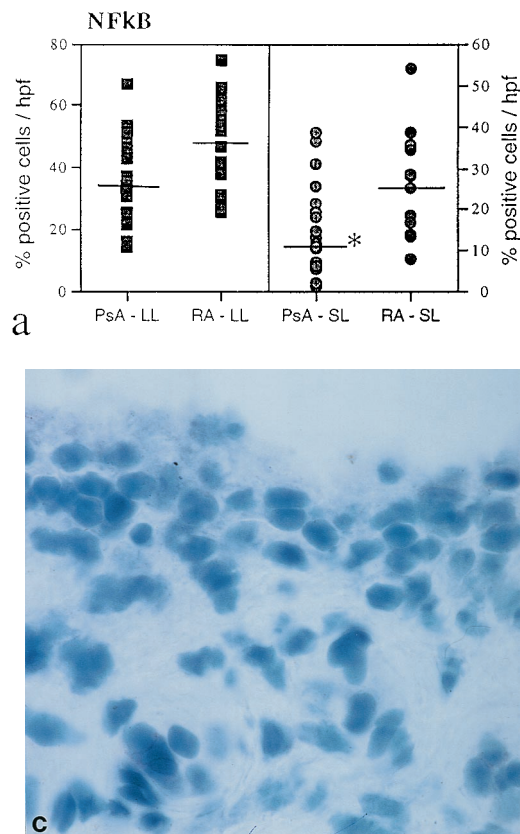 NFkB
% positive cells / hpf
80
60
40
20
0
60
50
40
30
20
10
0
% positive cells / hpf
*
PsA - LL
RA - LL
PsA - SL
RA - SL
a
C